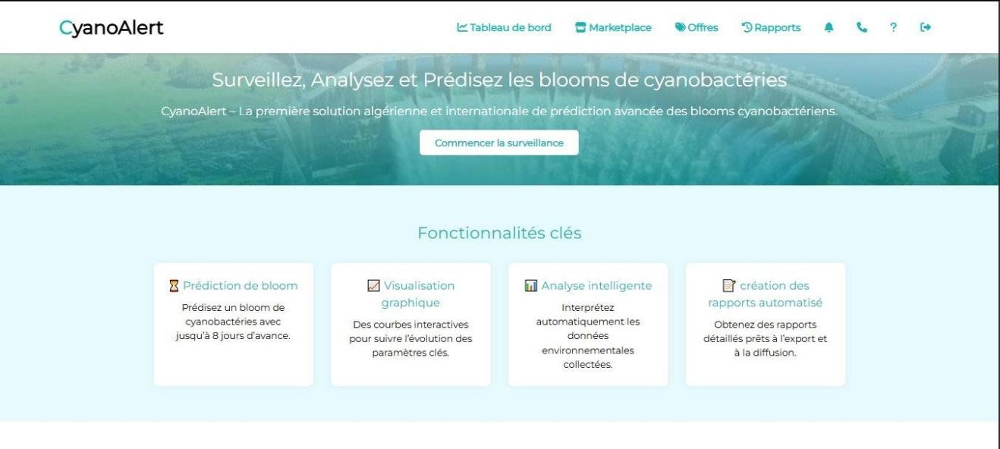 CyanoAlert
Tableau de bord
Marketplace
Offres
Rapports
?
Surveillez, Analysez et Prédisez les blooms de cyanobactéries
CyanoAlert – La première solution algérienne et internationale de prédiction avancée des blooms cyanobactériens.
Commencer la surveillance
Fonctionnalités clés
Prédiction de bloom
Prédisez un bloom de
cyanobactéries avec
jusqu'à 8 jours d'avance.
Visualisation
graphique
Des courbes interactives
pour suivre l'évolution des
paramètres clés.
Analyse intelligente
Interprétez
automatiquement les
données
environnementales
collectées.
création des
rapports automatisé
Obtenez des rapports
détaillés prêts à l'export et
à la diffusion.